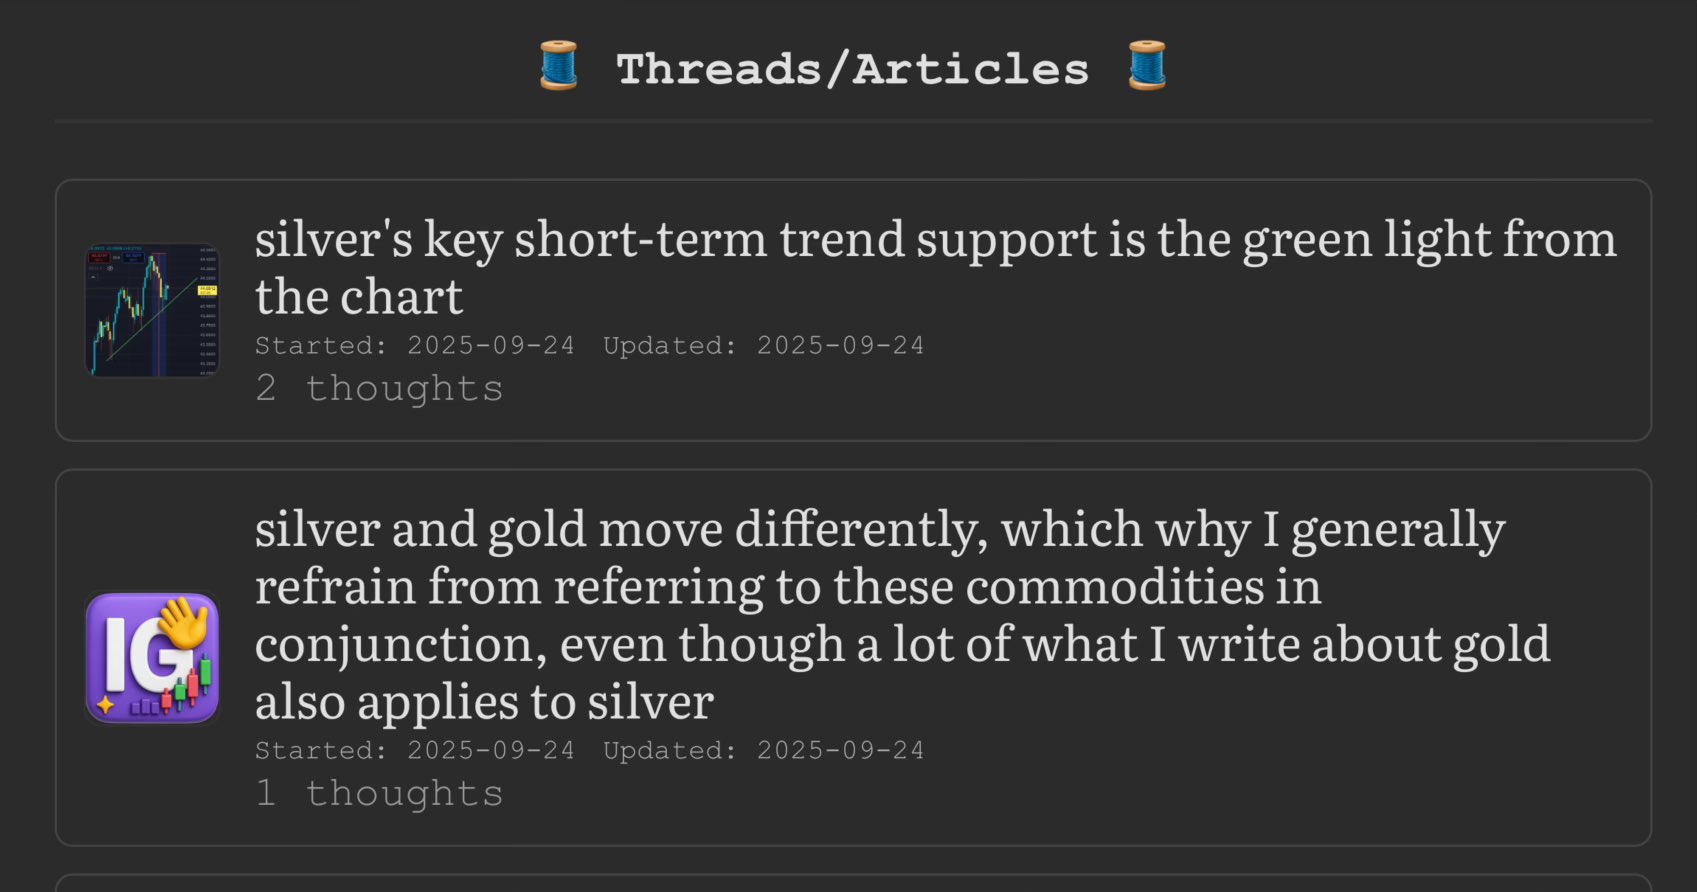 Threads/Articles
silver's key short-term trend support is the green light from
the chart
Started: 2025-09-24 Updated: 2025-09-24
2 thoughts
silver and gold move differently, which why I generally
refrain from referring to these commodities in
conjunction, even though a lot of what I write about gold
also applies to silver
IG
Started: 2025-09-24 Updated: 2025-09-24
1 thoughts